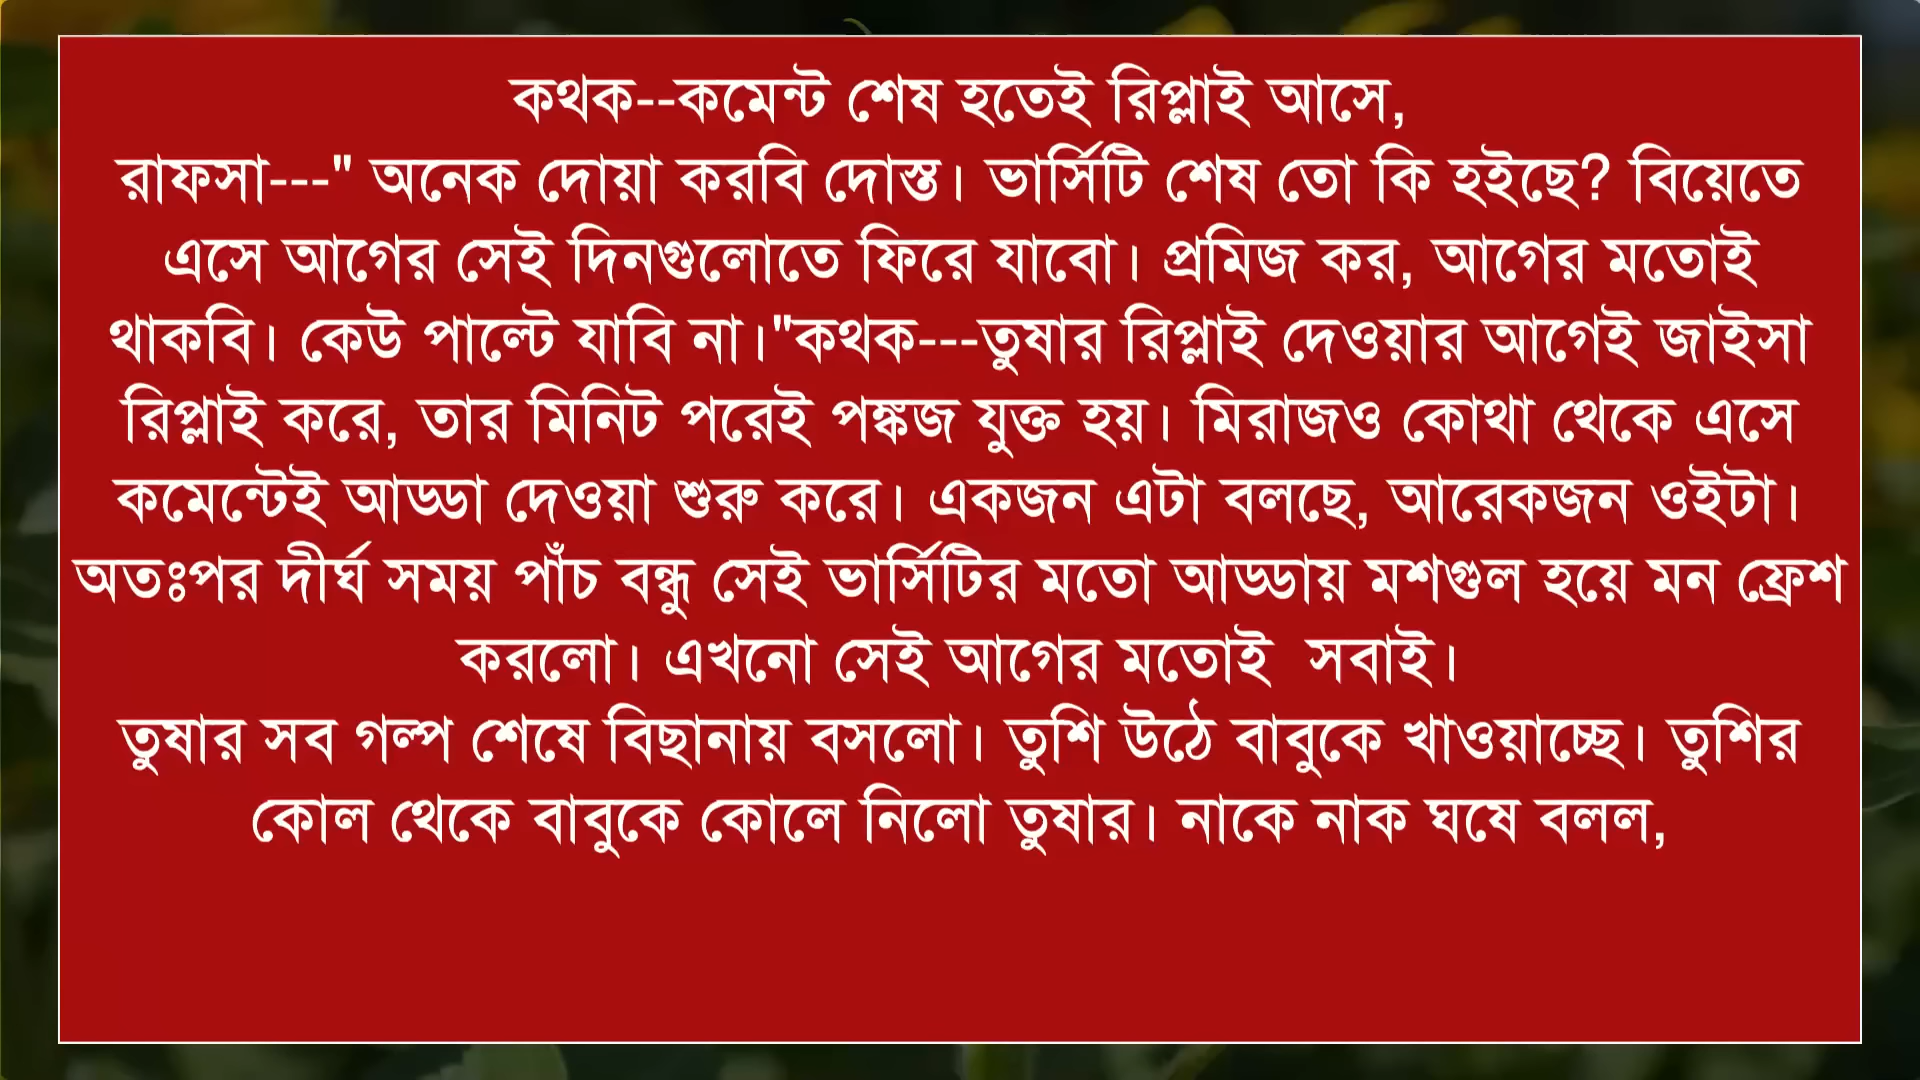 কথক--কমেন্ট শেষ হতেই রিপ্লাই আসে,
রাফসা---" অনেক দোয়া করবি দোস্ত। ভার্সিটি শেষ তো কি হইছে? বিয়েতে
এসে আগের সেই দিনগুলোতে ফিরে যাবো। প্রমিজ কর, আগের মতোই
থাকবি। কেউ পাল্টে যাবি না।"কথক---তুষার রিপ্লাই দেওয়ার আগেই জাইসা
রিপ্লাই করে, তার মিনিট পরেই পঙ্কজ যুক্ত হয়। মিরাজও কোথা থেকে এসে
কমেন্টেই আড্ডা দেওয়া শুরু করে। একজন এটা বলছে, আরেকজন ওইটা।
অতঃপর দীর্ঘ সময় পাঁচ বন্ধু সেই ভার্সিটির মতো আড্ডায় মশগুল হয়ে মন ফ্রেশ
করলো। এখনো সেই আগের মতোই  সবাই।
তুষার সব গল্প শেষে বিছানায় বসলো। তুশি উঠে বাবুকে খাওয়াচ্ছে। তুশির
কোল থেকে বাবুকে কোলে নিলো তুষার। নাকে নাক ঘষে বলল,